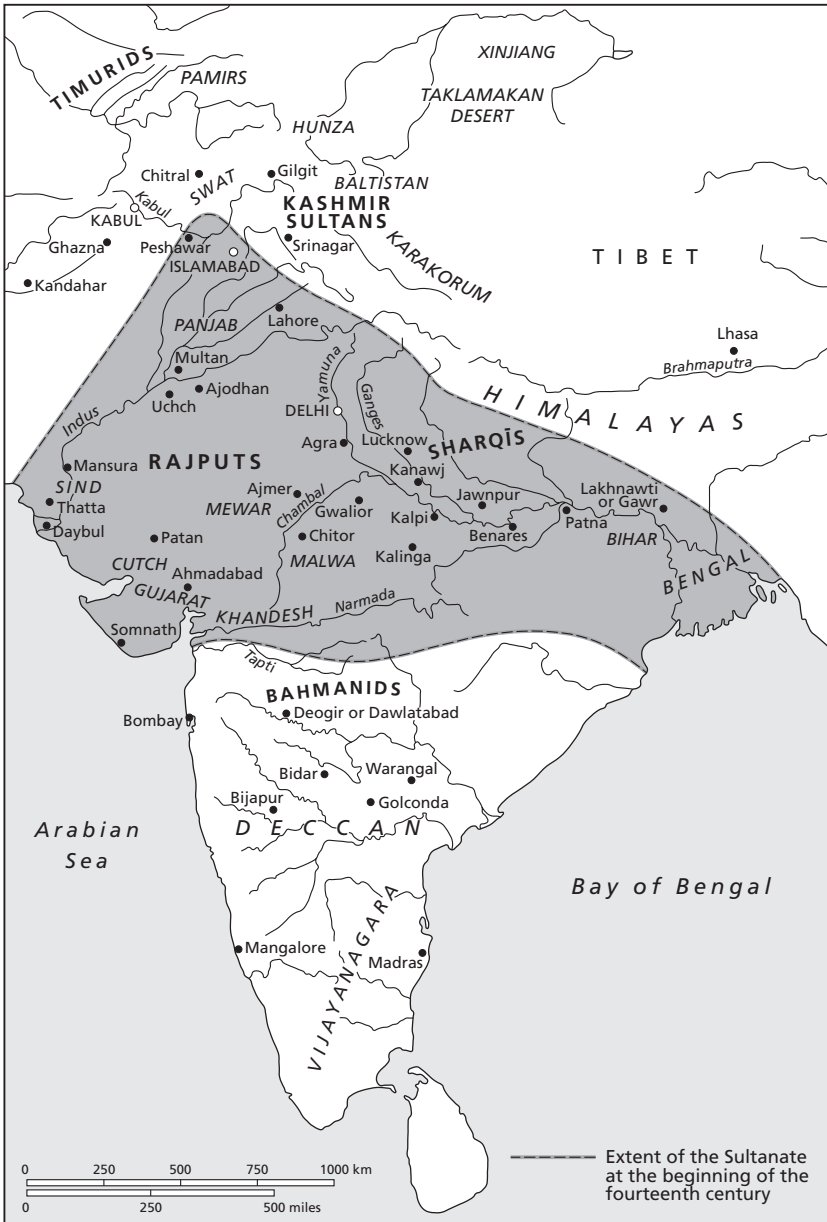 TIMURIDS
PAMIRS
XINJIANG
TAKLAMAKAN
DESERT
HUNZA
Chitral
SWAT
Gilgit
BALTISTAN
KASHMIR
SULTANS
Kabul
KABUL
Ghazna
Peshawar
Srinagar
ISLAMABAD
KARAKORUM
TIBET
Kandahar
PANJAB
Lahore
Lhasa
Brahmaputra
Multan
Ajodhan
Uchch
Indus
DELHI
Yamuna
Ganges
HIMALAYAS
Agra
Lucknow
SHARQĪS
RAJPUTS
Mansura
Kanawj
SIND
Thatta
Ajmer
MEWAR
Chambal
Gwalior
Jawnpur
Lakhnawti
or Gawr
Daybul
Patan
Chitor
Kalpi
Benares
Patna
BIHAR
MALWA
Kalinga
CUTCH
Ahmadabad
GUJARAT
BENGAL
KHANDESH
Narmada
Somnath
Tapti
BAHMANIDS
Bombay
Deogir or Dawlatabad
Bidar
Warangal
Bijapur
Golconda
DECCAN
Arabian
Sea
Bay of Bengal
VIJAYANAGARA
Mangalore
Madras
0 250 500 750 1000 km
0 250 500 miles
Extent of the Sultanate
at the beginning of the
fourteenth century